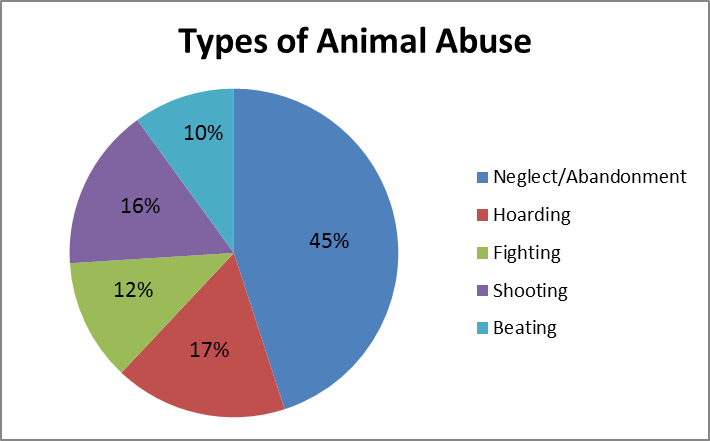 Types of Animal Abuse
10%
45%
16%
12%
17%
Neglect/Abandonment
Hoarding
Fighting
Shooting
Beating